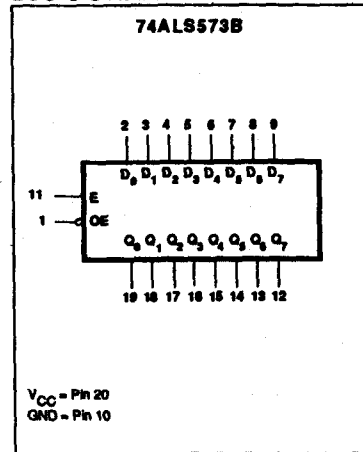 74ALS573B
2 3 4 5 6 7 8 9
D0 D1 D2 D3 D4 D5 D6 D7
11 E
1 OE
Q0 Q1 Q2 Q3 Q4 Q5 Q6 Q7
19 18 17 16 15 14 13 12
VCC = Pin 20
GND = Pin 10